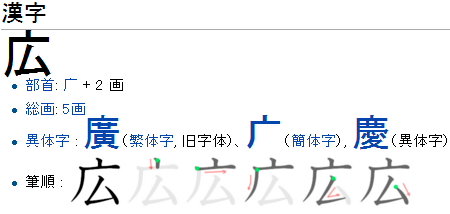 漢字
広
部首: 广 + 2 画
総画: 5画
異体字 : 廣(繁体字, 旧字体)、广(簡体字), 慶(異体字)
筆順 : 広